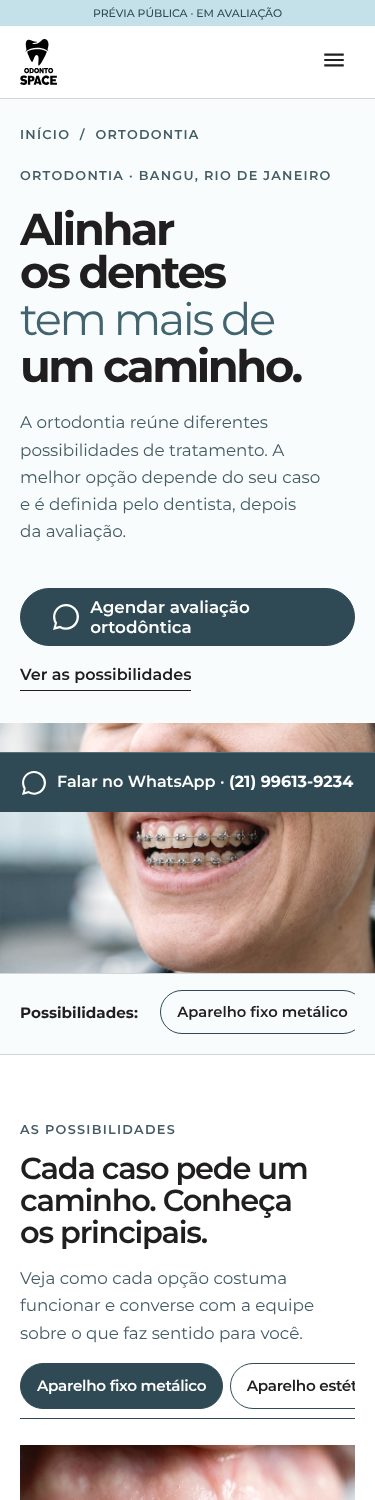 PRÉVIA PÚBLICA · EM AVALIAÇÃO
ODONTO
SPACE
INÍCIO / ORTODONTIA
ORTODONTIA · BANGU, RIO DE JANEIRO
Alinhar
os dentes
tem mais de
um caminho.
A ortodontia reúne diferentes
possibilidades de tratamento. A
melhor opção depende do seu caso
e é definida pelo dentista, depois
da avaliação.
Agendar avaliação
ortodôntica
Ver as possibilidades
Falar no WhatsApp · (21) 99613-9234
Possibilidades: Aparelho fixo metálico
AS POSSIBILIDADES
Cada caso pede um
caminho. Conheça
os principais.
Veja como cada opção costuma
funcionar e converse com a equipe
sobre o que faz sentido para você.
Aparelho fixo metálico Aparelho